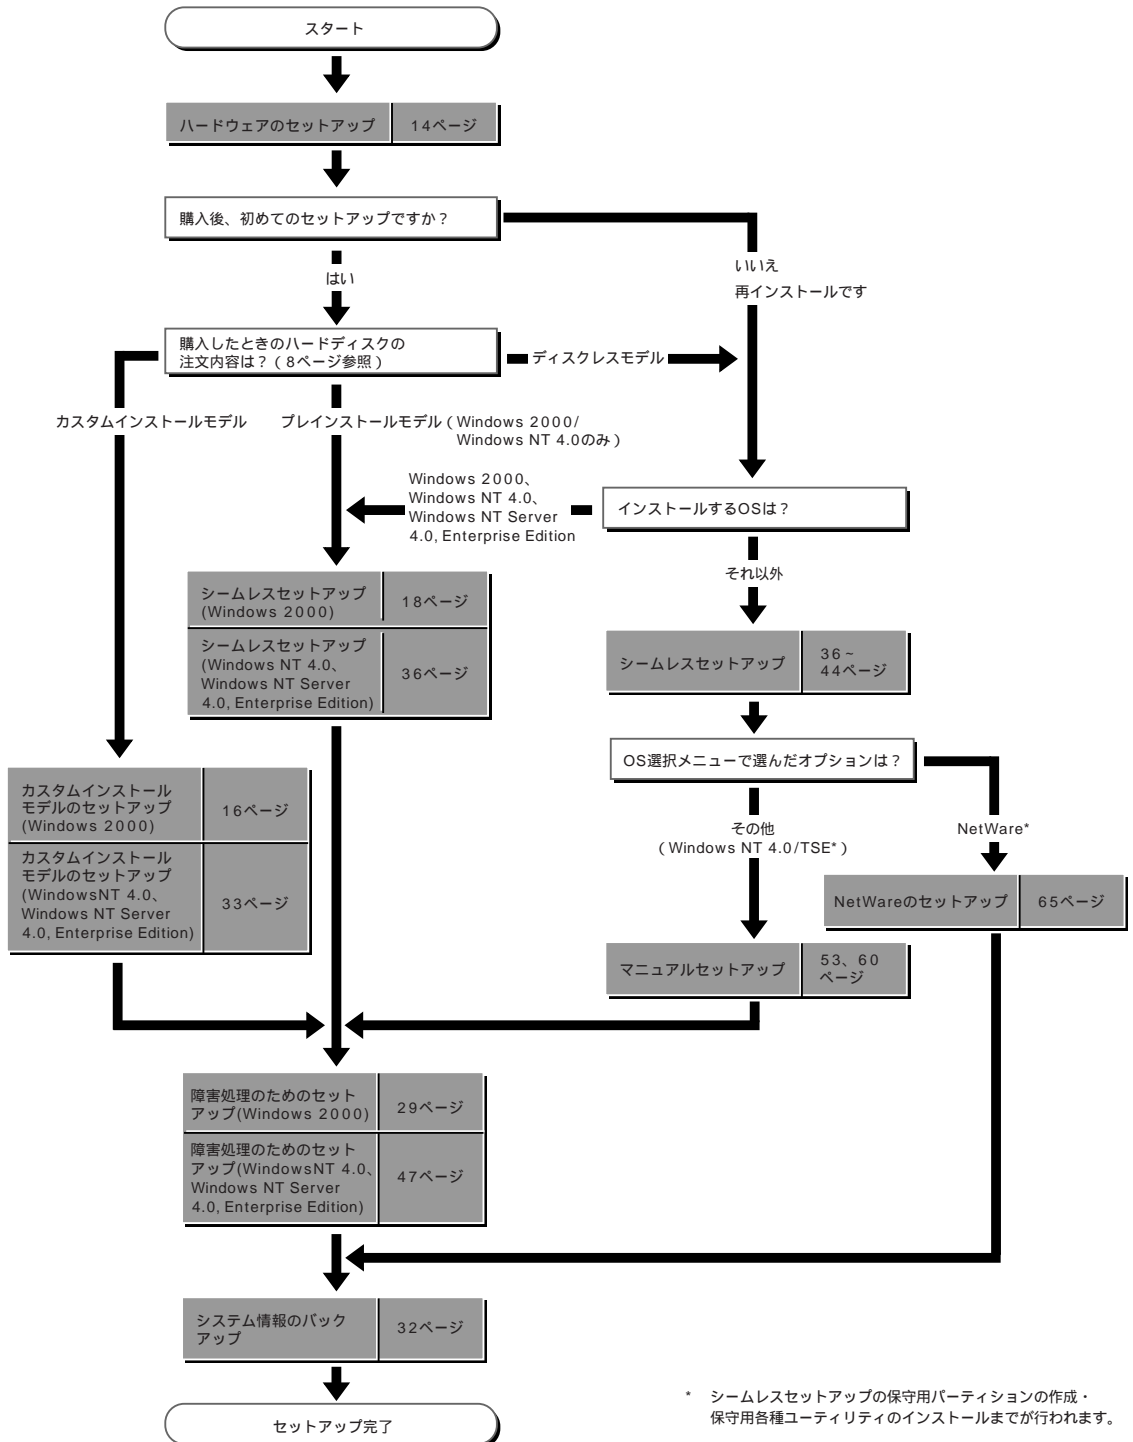 スタート
ハードウェアのセットアップ
14ページ
購入後、初めてのセットアップですか？
はい
いいえ
再インストールです
購入したときのハードディスクの
注文内容は？（8ページ参照）
ディスクレスモデル
カスタムインストールモデル
プレインストールモデル（Windows 2000/
Windows NT 4.0のみ）
Windows 2000、
Windows NT 4.0、
Windows NT Server
4.0, Enterprise Edition
インストールするOSは？
それ以外
シームレスセットアップ
(Windows 2000)
18ページ
シームレスセットアップ
(Windows NT 4.0、
Windows NT Server
4.0, Enterprise Edition)
36ページ
シームレスセットアップ
36~
44ページ
OS選択メニューで選んだオプションは？
カスタムインストール
モデルのセットアップ
(Windows 2000)
16ページ
カスタムインストール
モデルのセットアップ
(WindowsNT 4.0、
Windows NT Server
4.0, Enterprise Edition)
33ページ
その他
（Windows NT 4.0/TSE*）
NetWare*
NetWareのセットアップ
65ページ
マニュアルセットアップ
53、60
ページ
障害処理のためのセット
アップ(Windows 2000)
29ページ
障害処理のためのセット
アップ(WindowsNT 4.0、
Windows NT Server
4.0, Enterprise Edition)
47ページ
システム情報のバック
アップ
32ページ
セットアップ完了
* シームレスセットアップの保守用パーティションの作成・
保守用各種ユーティリティのインストールまでが行われます。